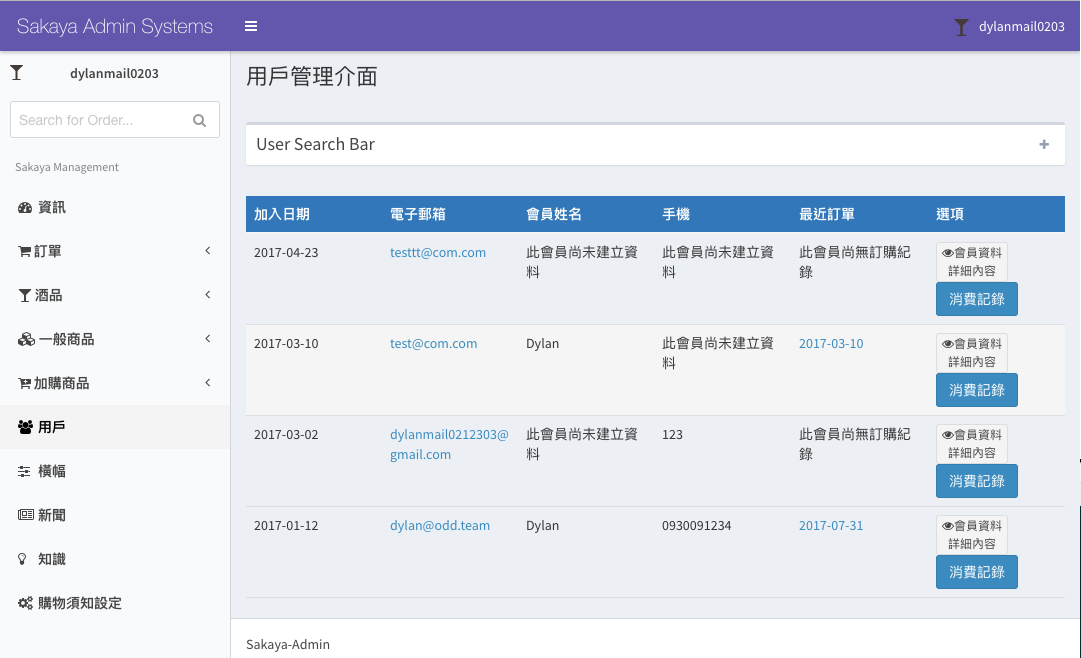 Sakaya Admin Systems
dylanmail0203
dylanmail0203
Search for Order...
Sakaya Management
資訊
訂單
酒品
一般商品
加購商品
用戶
橫幅
新聞
知識
購物須知設定
用戶管理介面
User Search Bar
加入日期 電子郵箱 會員姓名 手機 最近訂單 選項
2017-04-23 testtt@com.com 此會員尚未建立資 此會員尚未建立資 此會員尚無訂購紀 會員資料
料 料 錄 詳細內容
消費記錄
2017-03-10 test@com.com Dylan 此會員尚未建立資 2017-03-10 會員資料
料 詳細內容
消費記錄
2017-03-02 dylanmail0212303@ 此會員尚未建立資 123 此會員尚無訂購紀 會員資料
gmail.com 料 錄 詳細內容
消費記錄
2017-01-12 dylan@odd.team Dylan 0930091234 2017-07-31 會員資料
詳細內容
消費記錄
Sakaya-Admin